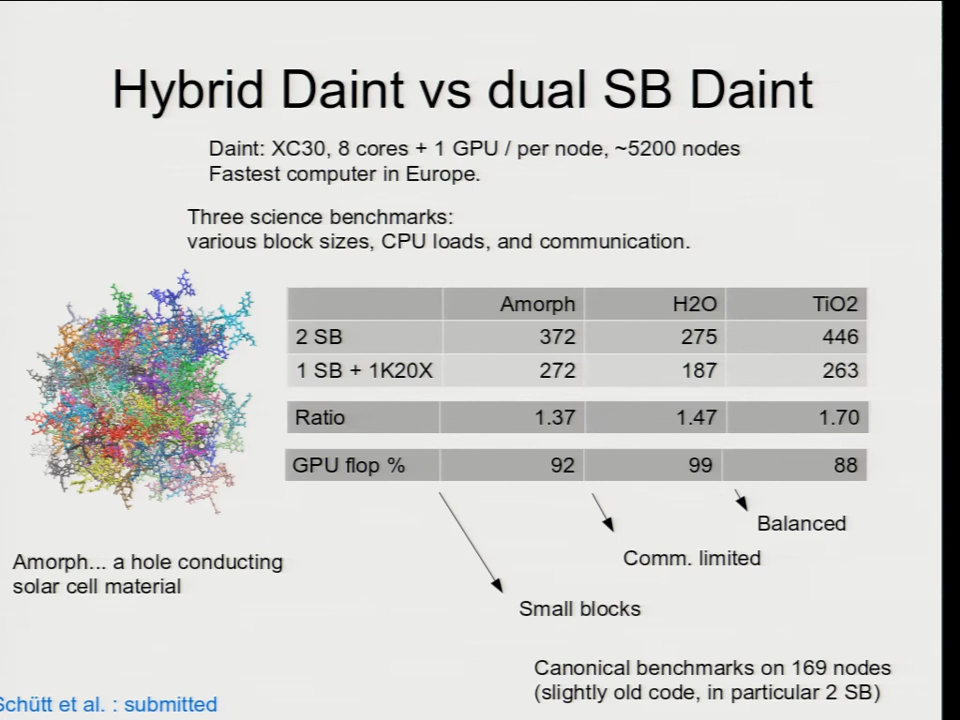 Hybrid Daint vs dual SB Daint
Daint: XC30, 8 cores + 1 GPU / per node, ~5200 nodes
Fastest computer in Europe.
Three science benchmarks:
various block sizes, CPU loads, and communication.
Amorph H2O TiO2
2 SB 372 275 446
1 SB + 1K20X 272 187 263
Ratio 1.37 1.47 1.70
GPU flop % 92 99 88
Balanced
Comm. limited
Small blocks
Amorph... a hole conducting
solar cell material
Canonical benchmarks on 169 nodes
(slightly old code, in particular 2 SB)
Schütt et al. : submitted